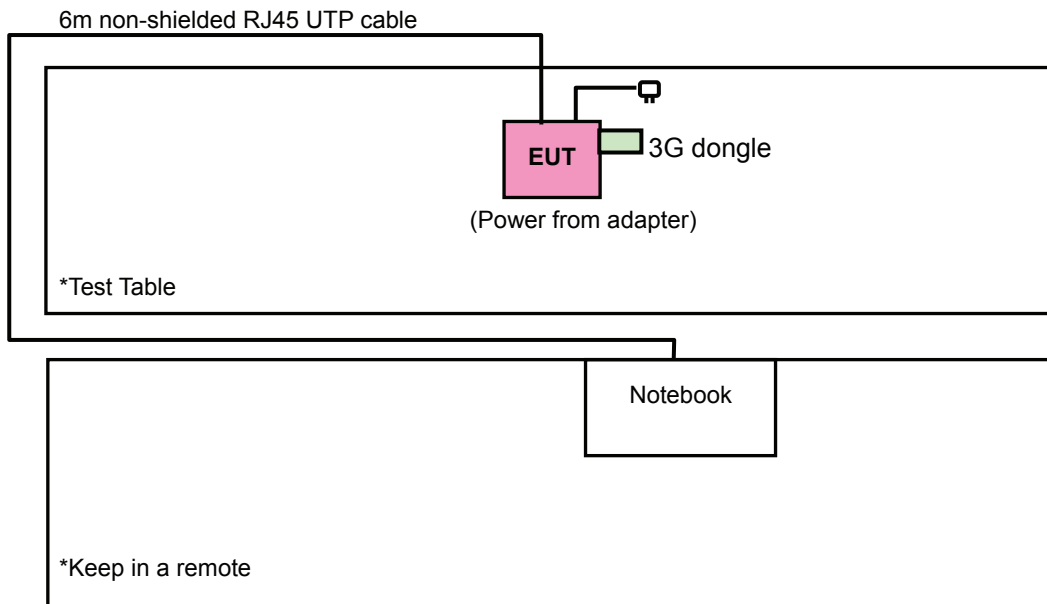 6m non-shielded RJ45 UTP cable
EUT
3G dongle
(Power from adapter)
*Test Table
Notebook
*Keep in a remote